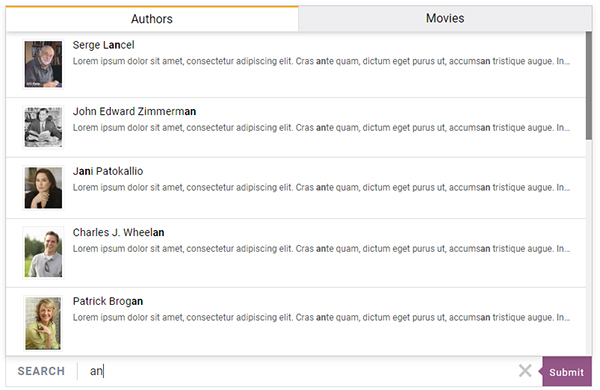 Authors
Movies
Serge Lancel
Lorem ipsum dolor sit amet, consectetur adipiscing elit. Cras ante quam, dictum eget purus ut, accumsan tristique augue. In...
John Edward Zimmerman
Lorem ipsum dolor sit amet, consectetur adipiscing elit. Cras ante quam, dictum eget purus ut, accumsan tristique augue. In...
Jani Patokallio
Lorem ipsum dolor sit amet, consectetur adipiscing elit. Cras ante quam, dictum eget purus ut, accumsan tristique augue. In...
Charles J. Wheelan
Lorem ipsum dolor sit amet, consectetur adipiscing elit. Cras ante quam, dictum eget purus ut, accumsan tristique augue. In...
Patrick Brogan
Lorem ipsum dolor sit amet, consectetur adipiscing elit. Cras ante quam, dictum eget purus ut, accumsan tristique augue. In...
SEARCH
an
Submit